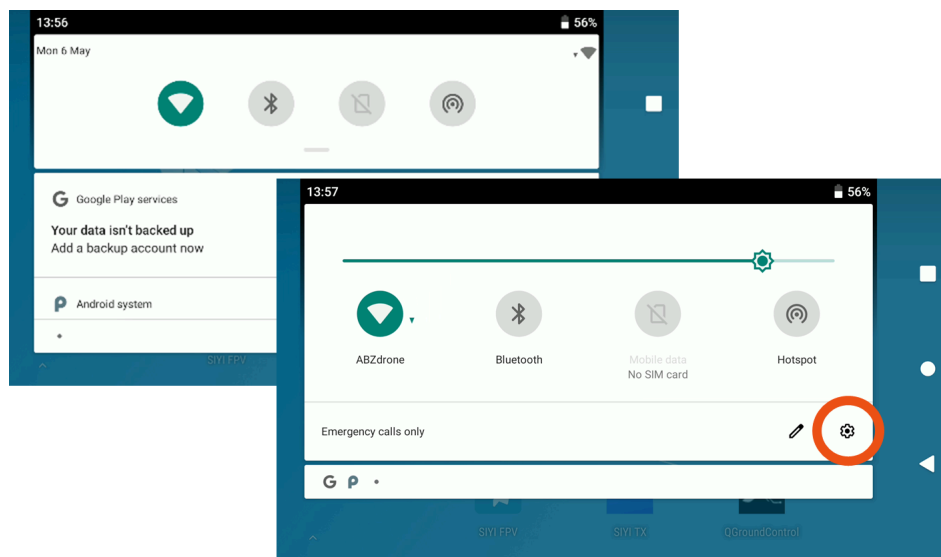 13:56
56%
Mon 6 May
Google Play services
Your data isn't backed up
Add a backup account now
Android system
SIYI FPV
13:57
56%
ABZdrone
Bluetooth
Mobile data
Hotspot
No SIM card
Emergency calls only
SIYI FPV
SIYI TX
QGroundControl